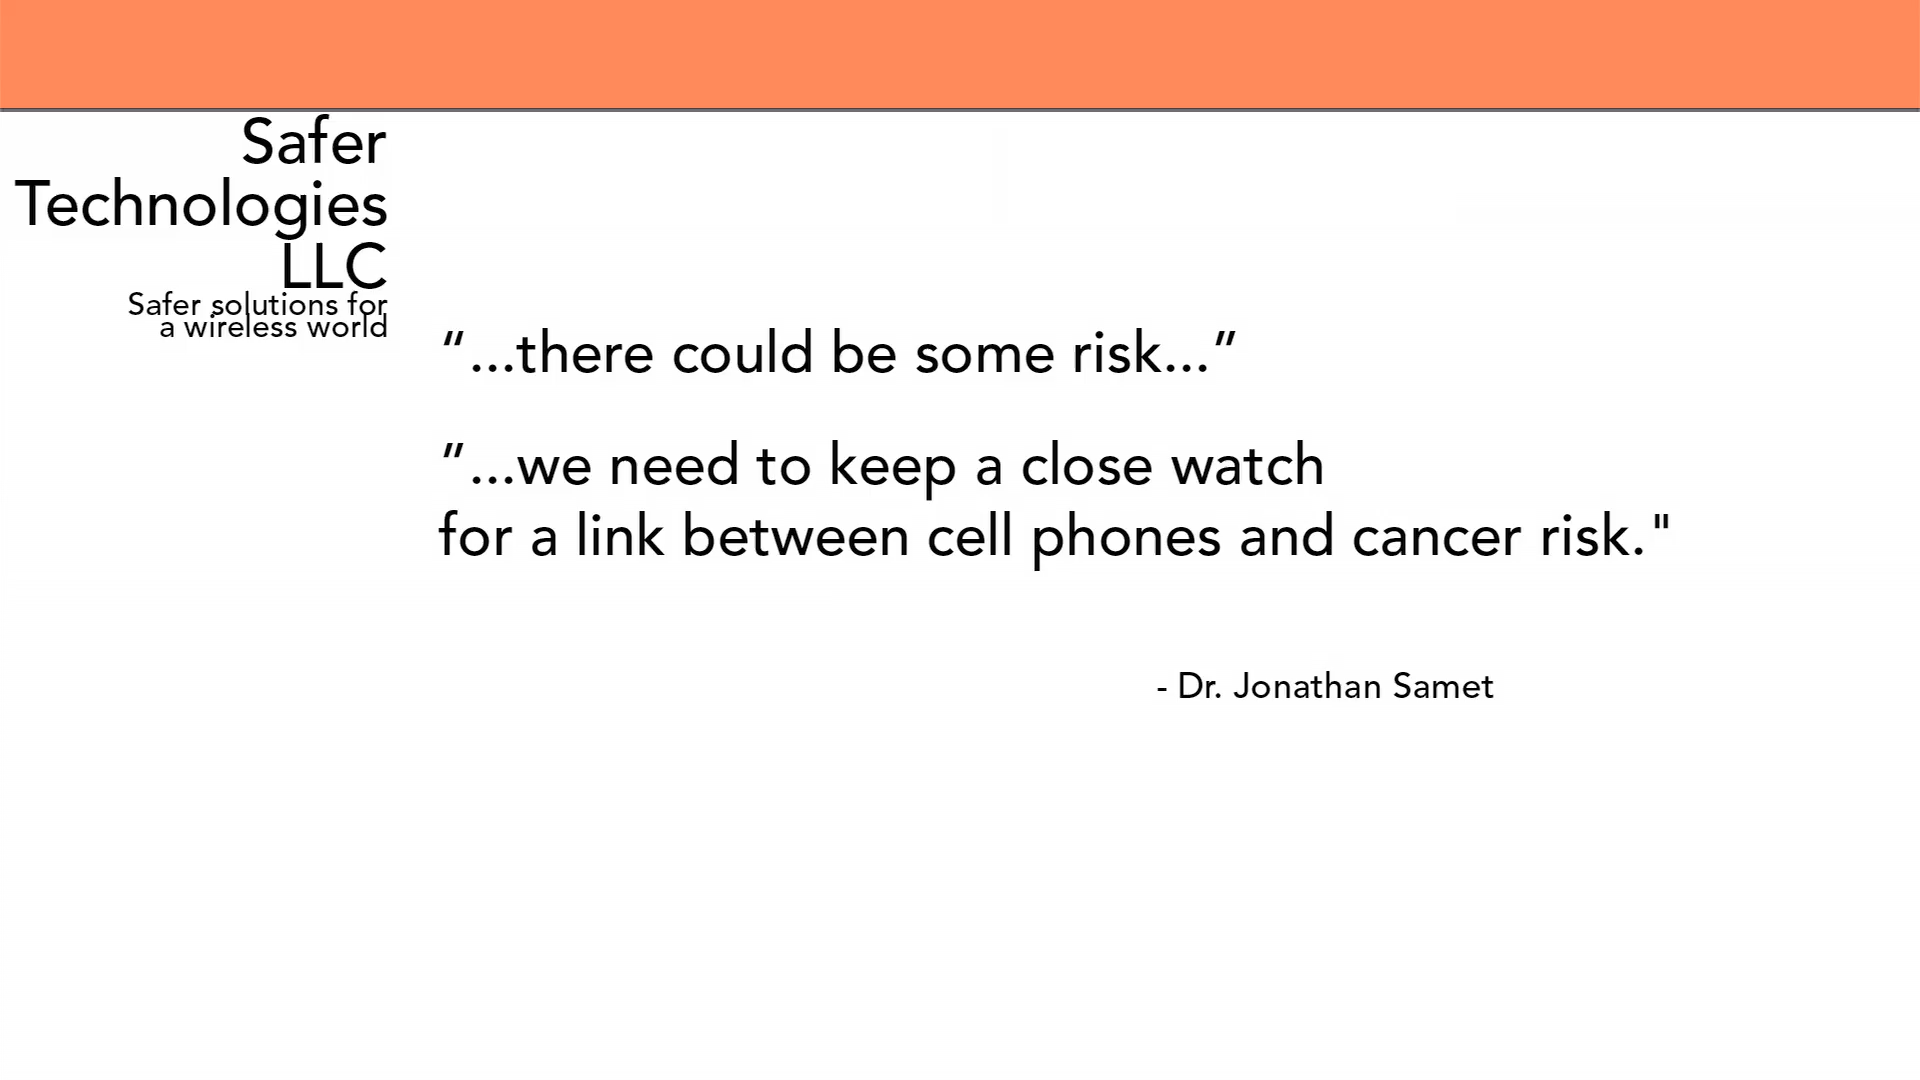 Safer
Technologies
LLC
Safer solutions for
a wireless world
“...there could be some risk...”
”...we need to keep a close watch
for a link between cell phones and cancer risk."
- Dr. Jonathan Samet